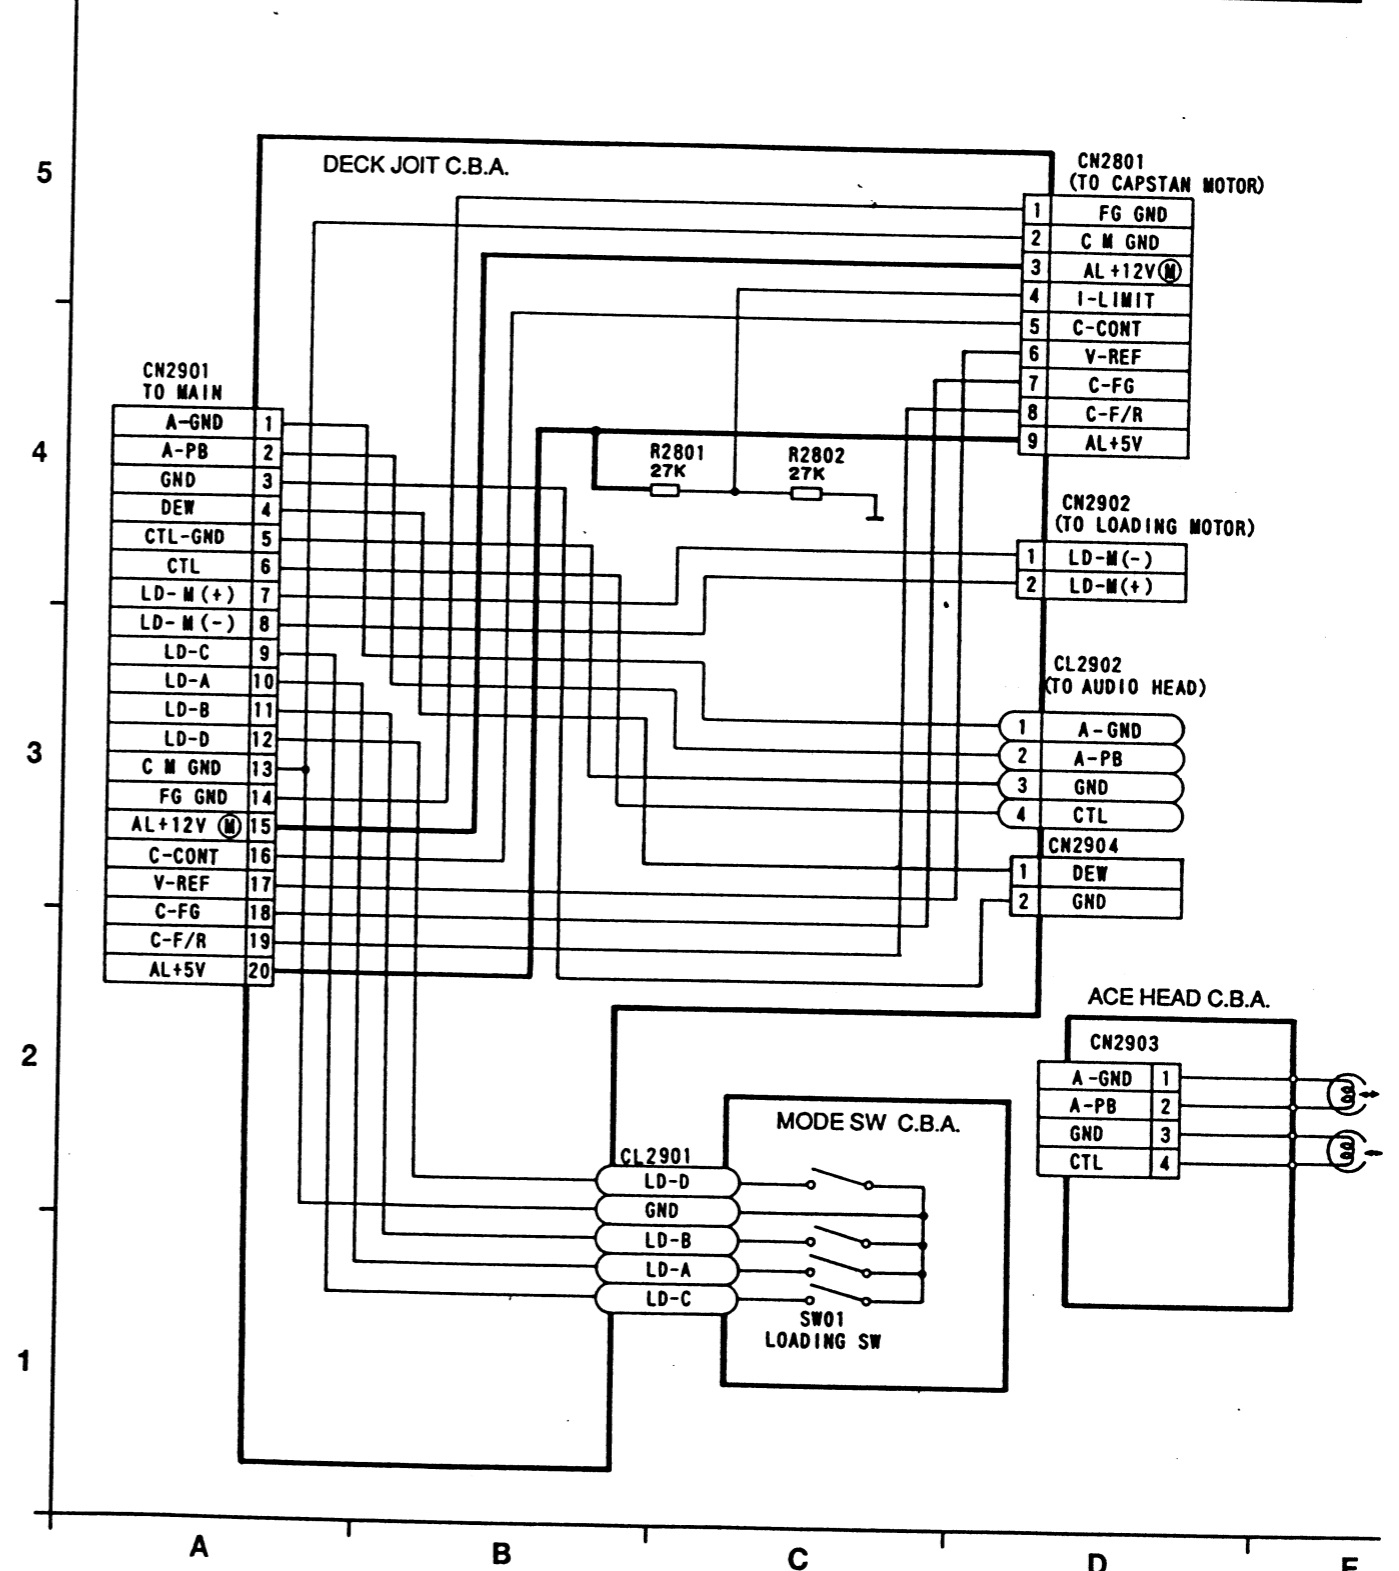 5
DECK JOIT C.B.A.
CN2801
(TO CAPSTAN MOTOR)
1 FG GND
2 C M GND
3 AL+12V Ⓜ
4 I-LIMIT
5 C-CONT
6 V-REF
7 C-FG
8 C-F/R
9 AL+5V
CN2901
TO MAIN
A-GND 1
A-PB 2
GND 3
DEW 4
CTL-GND 5
CTL 6
LD-M(+) 7
LD-M(-) 8
LD-C 9
LD-A 10
LD-B 11
LD-D 12
C M GND 13
FG GND 14
AL+12V Ⓜ 15
C-CONT 16
V-REF 17
C-FG 18
C-F/R 19
AL+5V 20
4
R2801
27K
R2802
27K
CN2902
(TO LOADING MOTOR)
1 LD-M(-)
2 LD-M(+)
3
CL2902
(TO AUDIO HEAD)
1 A-GND
2 A-PB
3 GND
4 CTL
CN2904
1 DEW
2 GND
2
ACE HEAD C.B.A.
CN2903
A-GND 1
A-PB 2
GND 3
CTL 4
MODE SW C.B.A.
CL2901
LD-D
GND
LD-B
LD-A
LD-C
SW01
LOADING SW
1
A B C D